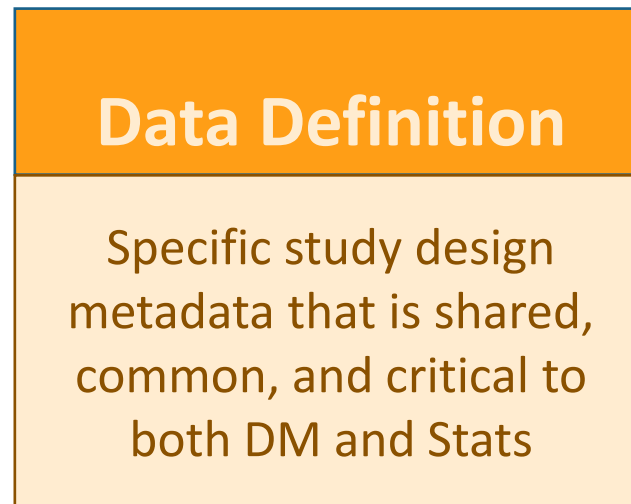 Data Definition
Specific study design
metadata that is shared,
common, and critical to
both DM and Stats